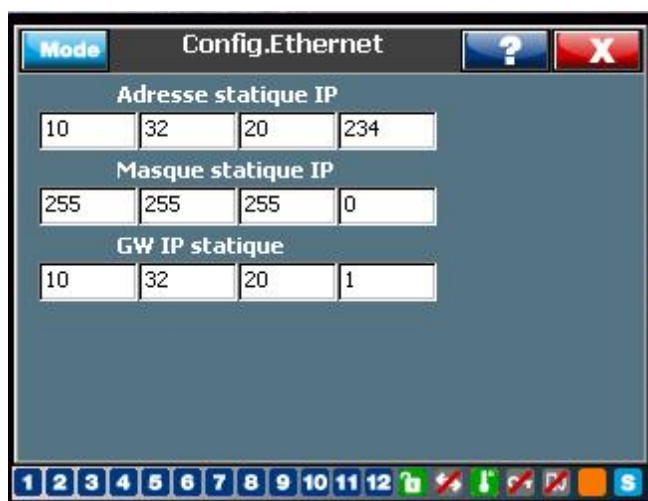 Mode Config.Ethernet ? X
Adresse statique IP
10 32 20 234
Masque statique IP
255 255 255 0
GW IP statique
10 32 20 1
1 2 3 4 5 6 7 8 9 10 11 12 S